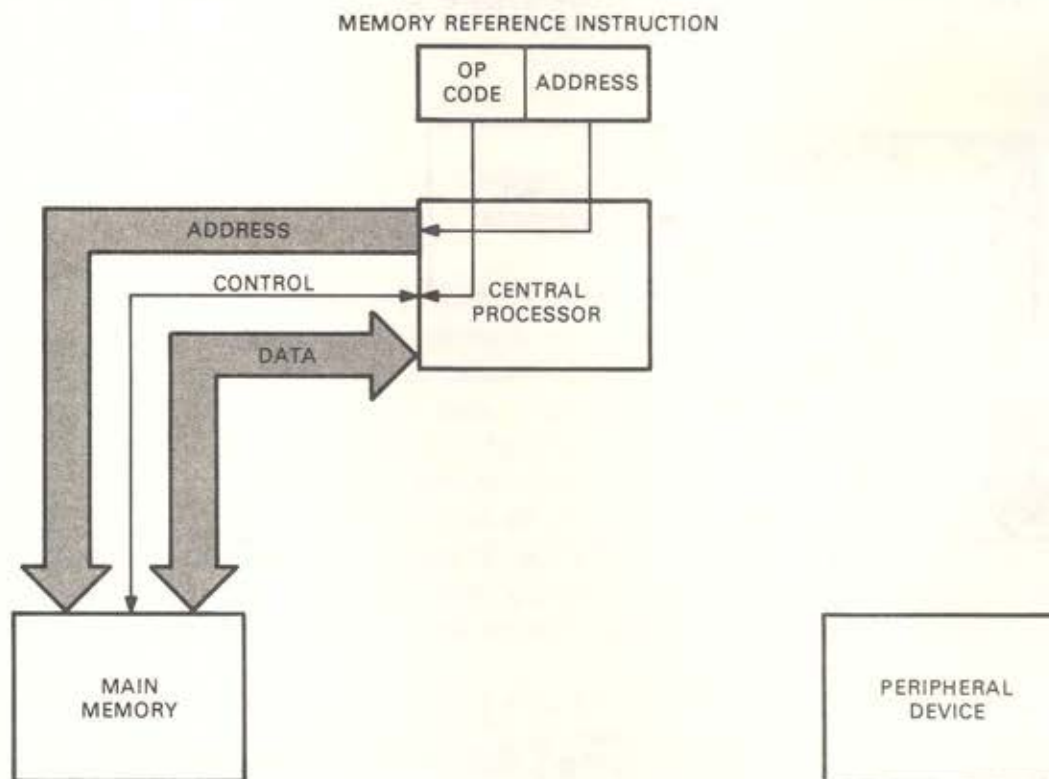 MEMORY REFERENCE INSTRUCTION
OP
CODE
ADDRESS
ADDRESS
CONTROL
CENTRAL
PROCESSOR
DATA
MAIN
MEMORY
PERIPHERAL
DEVICE